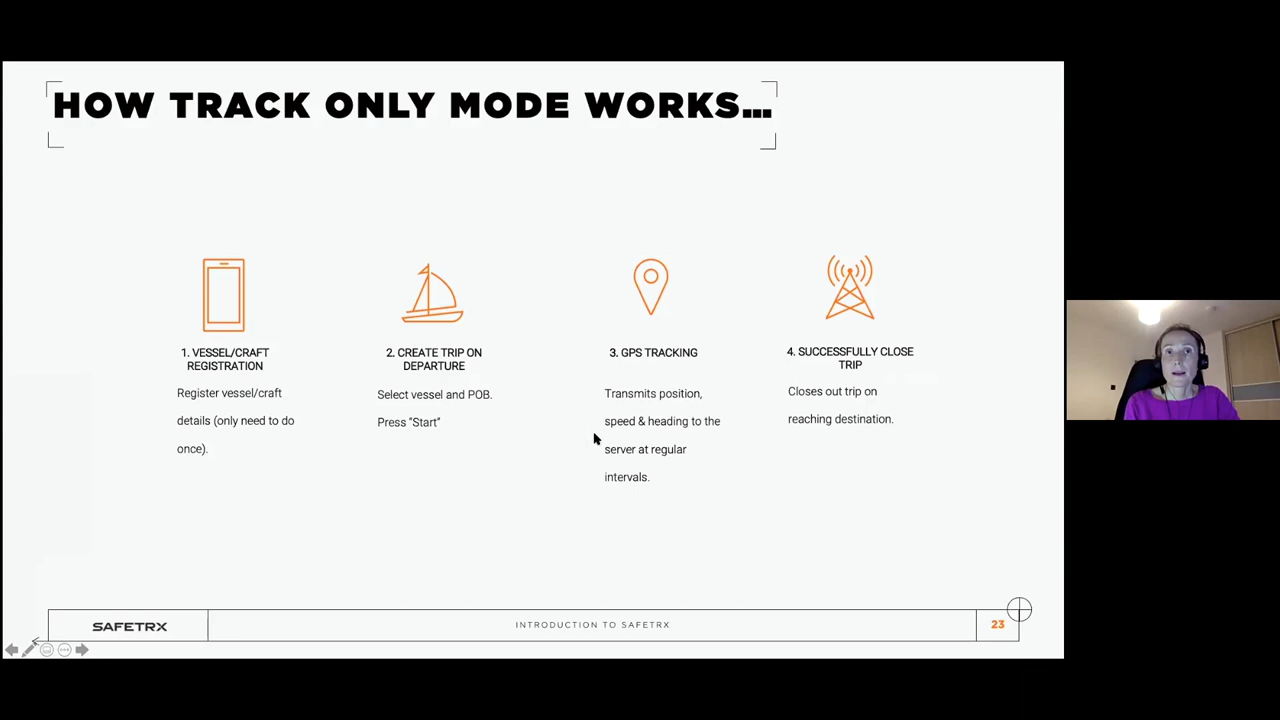 HOW TRACK ONLY MODE WORKS...
1. VESSEL/CRAFT
REGISTRATION
Register vessel/craft
details (only need to do
once).
2. CREATE TRIP ON
DEPARTURE
Select vessel and POB.
Press "Start"
3. GPS TRACKING
Transmits position,
speed & heading to the
server at regular
intervals.
4. SUCCESSFULLY CLOSE
TRIP
Closes out trip on
reaching destination.
SAFETRX
INTRODUCTION TO SAFETRX
23